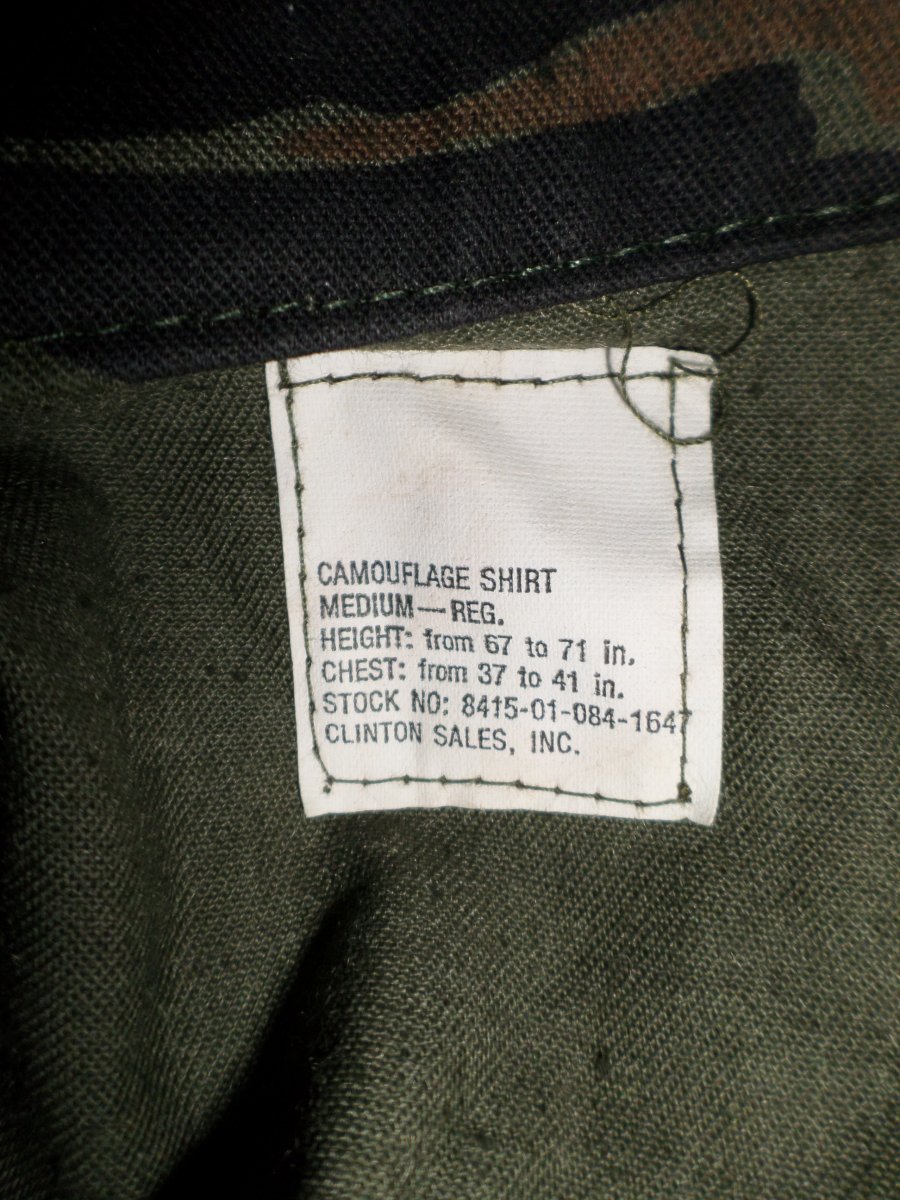 CAMOUFLAGE SHIRT
MEDIUM—REG.
HEIGHT: from 67 to 71 in.
CHEST: from 37 to 41 in.
STOCK NO: 8415-01-084-1647
CLINTON SALES, INC.